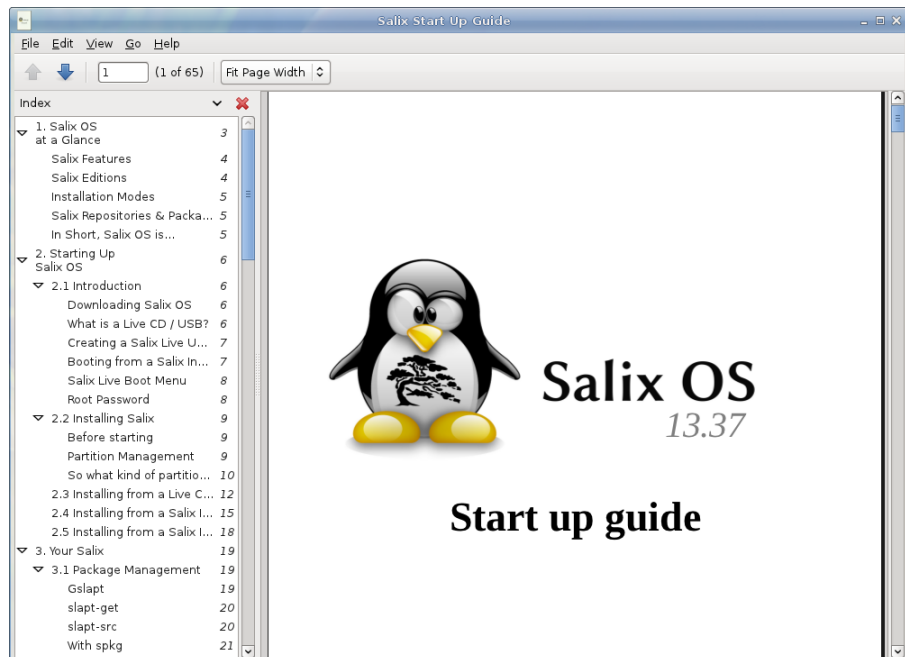 Salix Start Up Guide
File Edit View Go Help
1 (1 of 65) Fit Page Width
Index
1. Salix OS
at a Glance 3
Salix Features 4
Salix Editions 4
Installation Modes 5
Salix Repositories & Packa... 5
In Short, Salix OS is... 5
2. Starting Up
Salix OS 6
2.1 Introduction 6
Downloading Salix OS 6
What is a Live CD / USB? 6
Creating a Salix Live U... 7
Booting from a Salix In... 7
Salix Live Boot Menu 8
Root Password 8
2.2 Installing Salix 9
Before starting 9
Partition Management 9
So what kind of partitio... 10
2.3 Installing from a Live C... 12
2.4 Installing from a Salix I... 15
2.5 Installing from a Salix I... 18
3. Your Salix 19
3.1 Package Management 19
Gslapt 19
slapt-get 20
slapt-src 20
With spkg 21
Salix OS
13.37
Start up guide